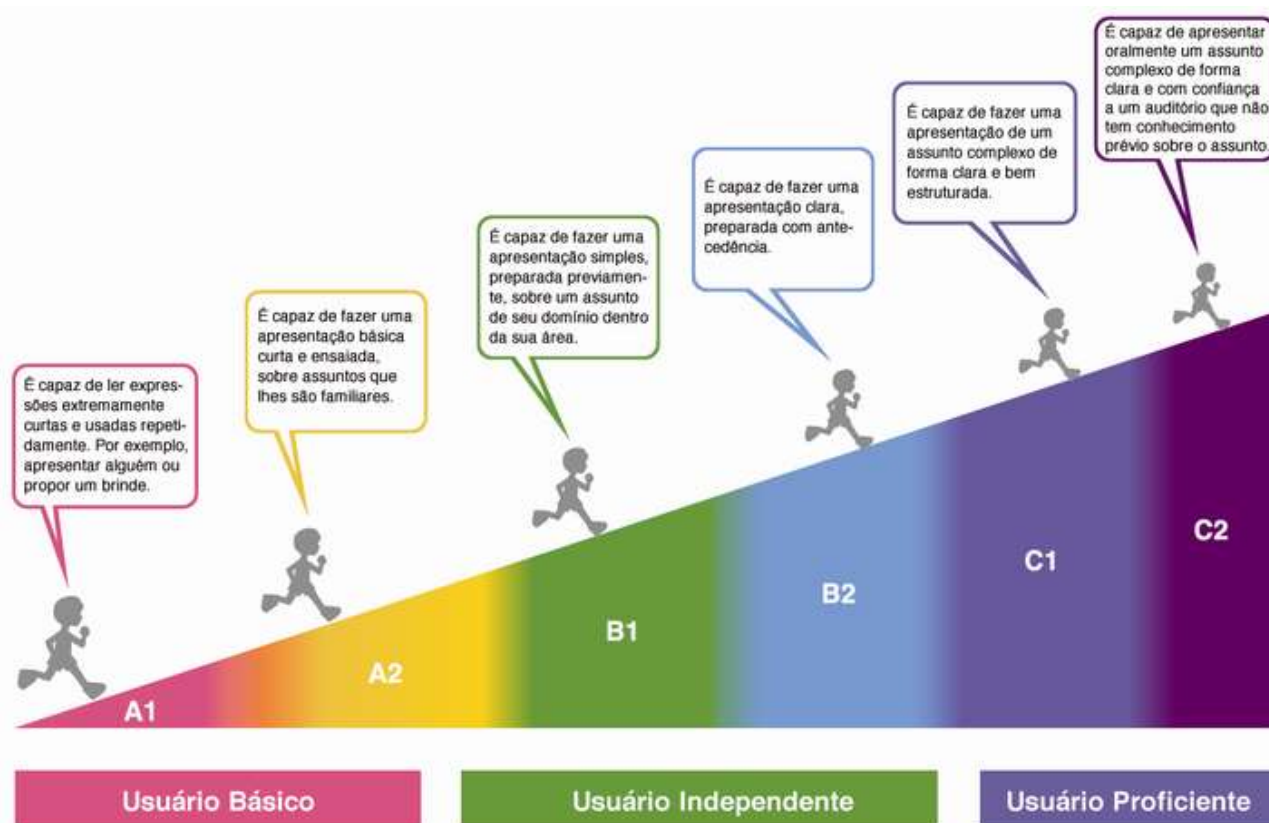 É capaz de ler expres-
sões extremamente
curtas e usadas repeti-
damente. Por exemplo,
apresentar alguém ou
propor um brinde.
É capaz de fazer uma
apresentação básica
curta e ensaiada,
sobre assuntos que
lhes são familiares.
É capaz de fazer uma
apresentação simples,
preparada previamen-
te, sobre um assunto
de seu domínio dentro
da sua área.
É capaz de fazer uma
apresentação clara,
preparada com ante-
cedência.
É capaz de fazer uma
apresentação de um
assunto complexo de
forma clara e bem
estruturada.
É capaz de apresentar
oralmente um assunto
complexo de forma
clara e com confiança
a um auditório que não
tem conhecimento
prévio sobre o assunto.
A1
A2
B1
B2
C1
C2
Usuário Básico
Usuário Independente
Usuário Proficiente